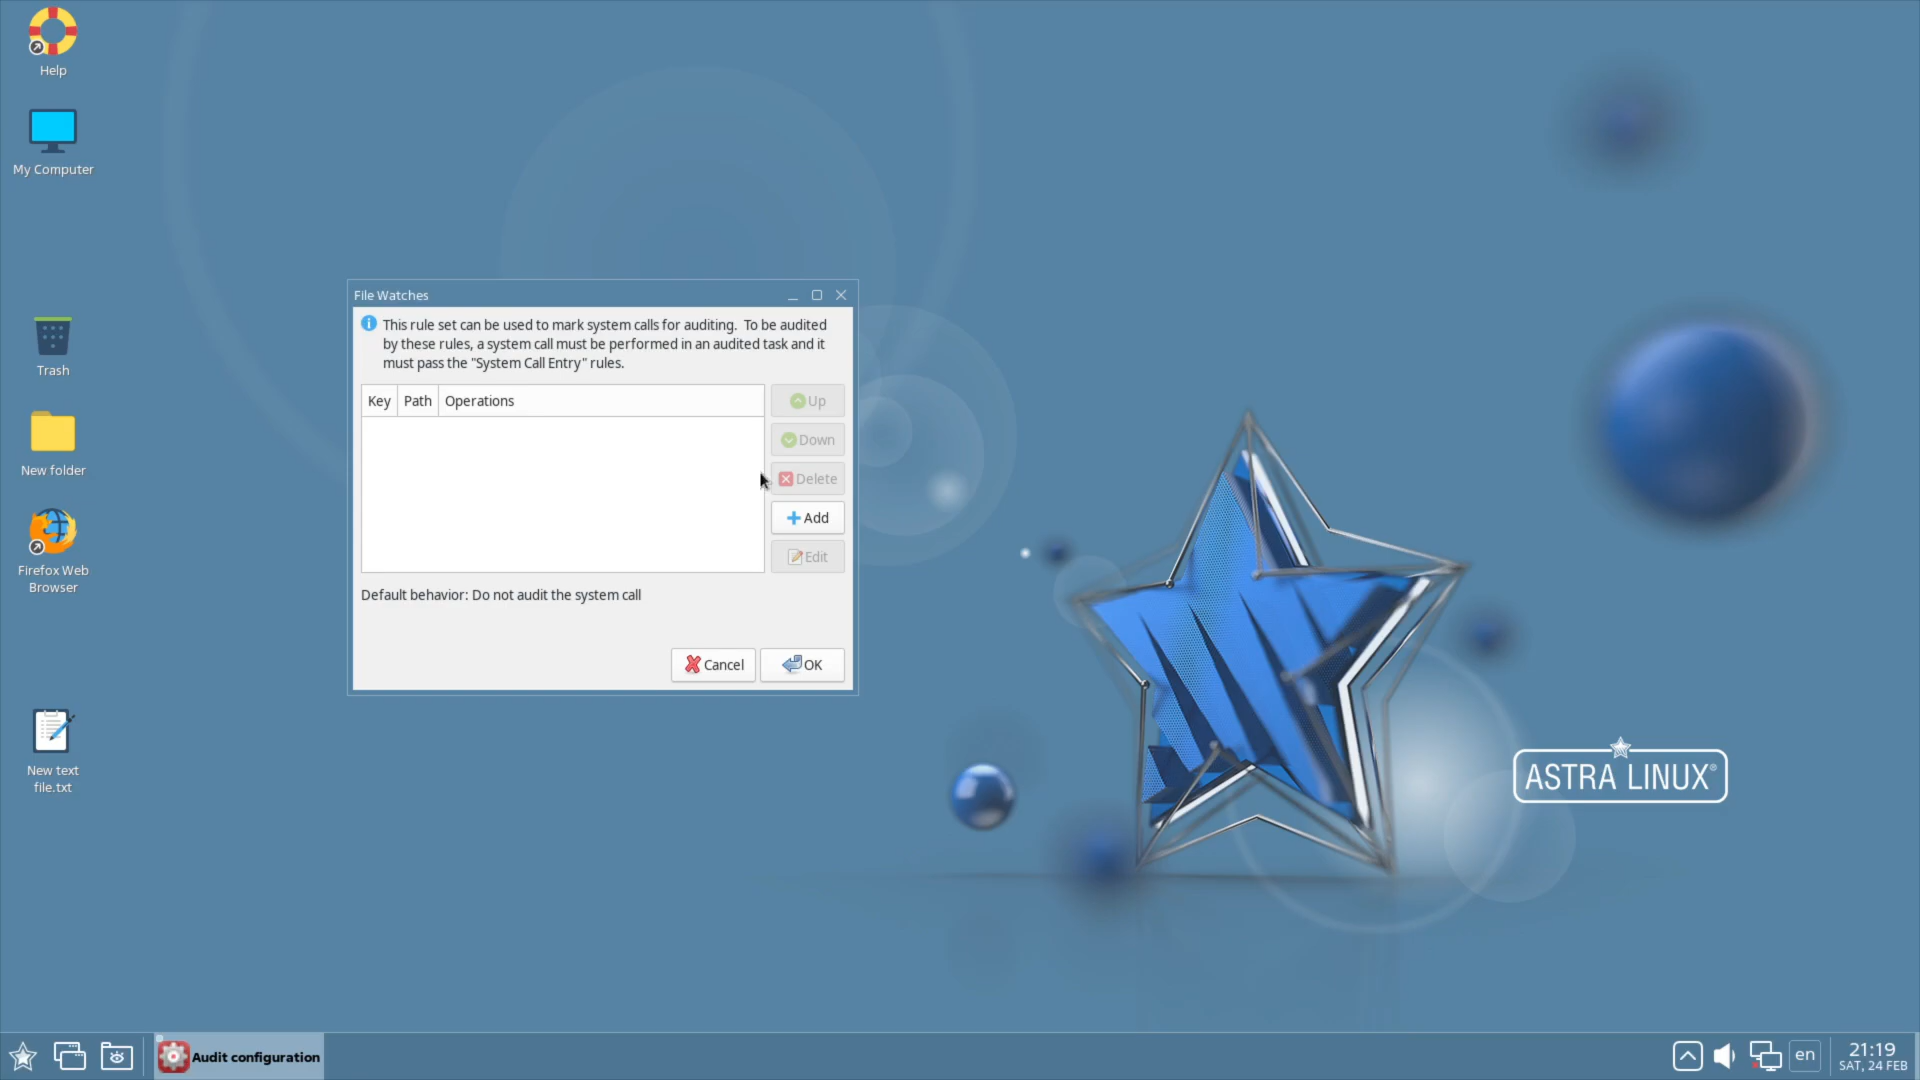 Help
My Computer
Trash
New folder
Firefox Web
Browser
New text
file.txt
File Watches
This rule set can be used to mark system calls for auditing. To be audited
by these rules, a system call must be performed in an audited task and it
must pass the "System Call Entry" rules.
Key Path Operations
Up
Down
Delete
Add
Edit
Default behavior: Do not audit the system call
Cancel OK
ASTRA LINUX®
Audit configuration
en
21:19
SAT, 24 FEB